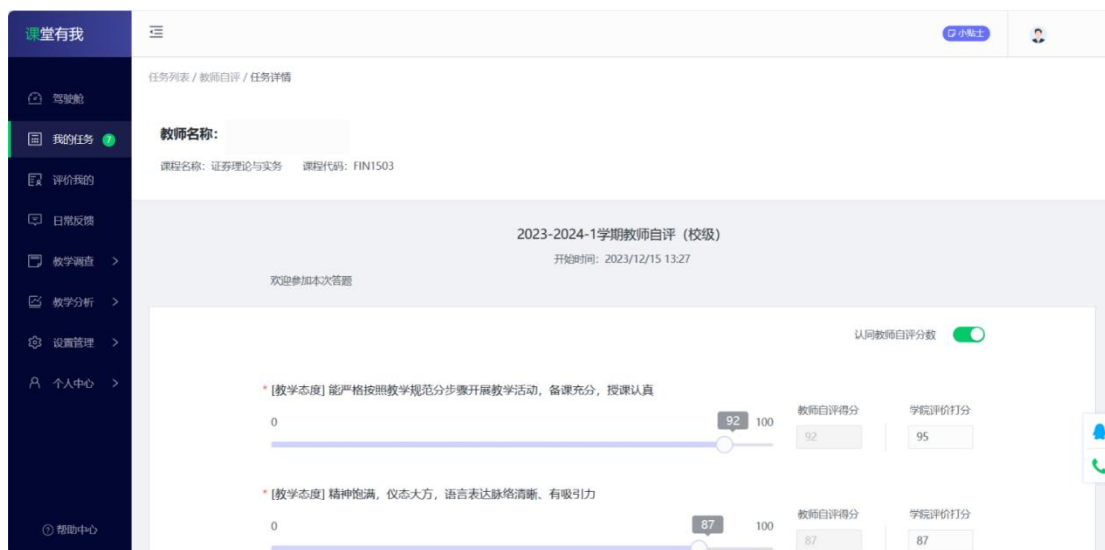 课堂有我
小贴士
任务列表 / 教师自评 / 任务详情
驾驶舱
我的任务 7
评价我的
日常反馈
教学调查
教学分析
设置管理
个人中心
帮助中心
教师名称:
课程名称: 证券理论与实务 课程代码: FIN1503
2023-2024-1学期教师自评（校级）
开始时间: 2023/12/15 13:27
欢迎参加本次答题
认同教师自评分数
* [教学态度] 能严格按照教学规范分步骤开展教学活动，备课充分，授课认真
0 92 100
教师自评得分 学院评价打分
92 95
* [教学态度] 精神饱满，仪态大方，语言表达脉络清晰、有吸引力
0 87 100
教师自评得分 学院评价打分
87 87